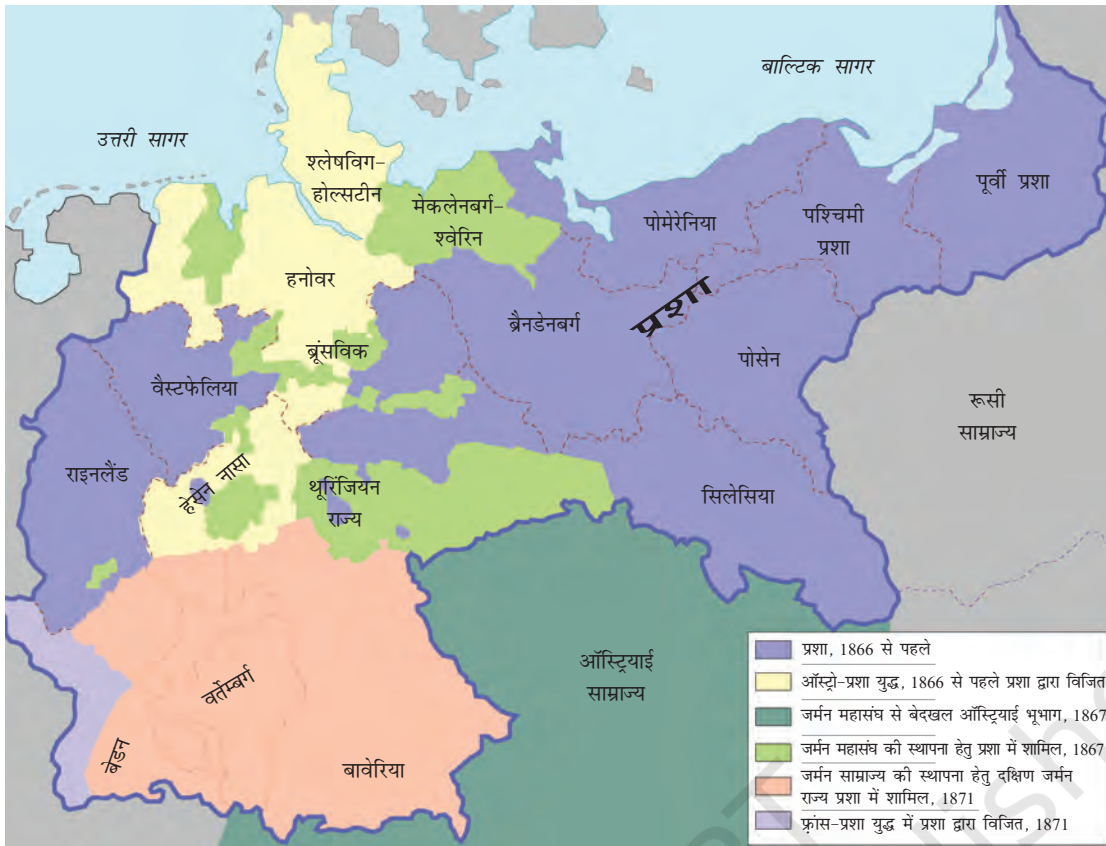 बाल्टिक सागर
उत्तरी सागर
श्लेषविग-
होल्सटीन
मेकलेनबर्ग-
श्वेरिन
पूर्वी प्रशा
पोमेरेनिया
पश्चिमी
प्रशा
हनोवर
ब्रैनडेनबर्ग
प्रशा
ब्रूंसविक
पोसेन
वैस्टफेलिया
रूसी
साम्राज्य
राइनलैंड
हेसेन नासा
थूरिंजियन
राज्य
सिलेसिया
ऑस्ट्रियाई
साम्राज्य
वर्तेम्बर्ग
बेडन
बावेरिया
प्रशा, 1866 से पहले
ऑस्ट्रो-प्रशा युद्ध, 1866 से पहले प्रशा द्वारा विजित
जर्मन महासंघ से बेदखल ऑस्ट्रियाई भूभाग, 1867
जर्मन महासंघ की स्थापना हेतु प्रशा में शामिल, 1867
जर्मन साम्राज्य की स्थापना हेतु दक्षिण जर्मन
राज्य प्रशा में शामिल, 1871
फ्रांस-प्रशा युद्ध में प्रशा द्वारा विजित, 1871